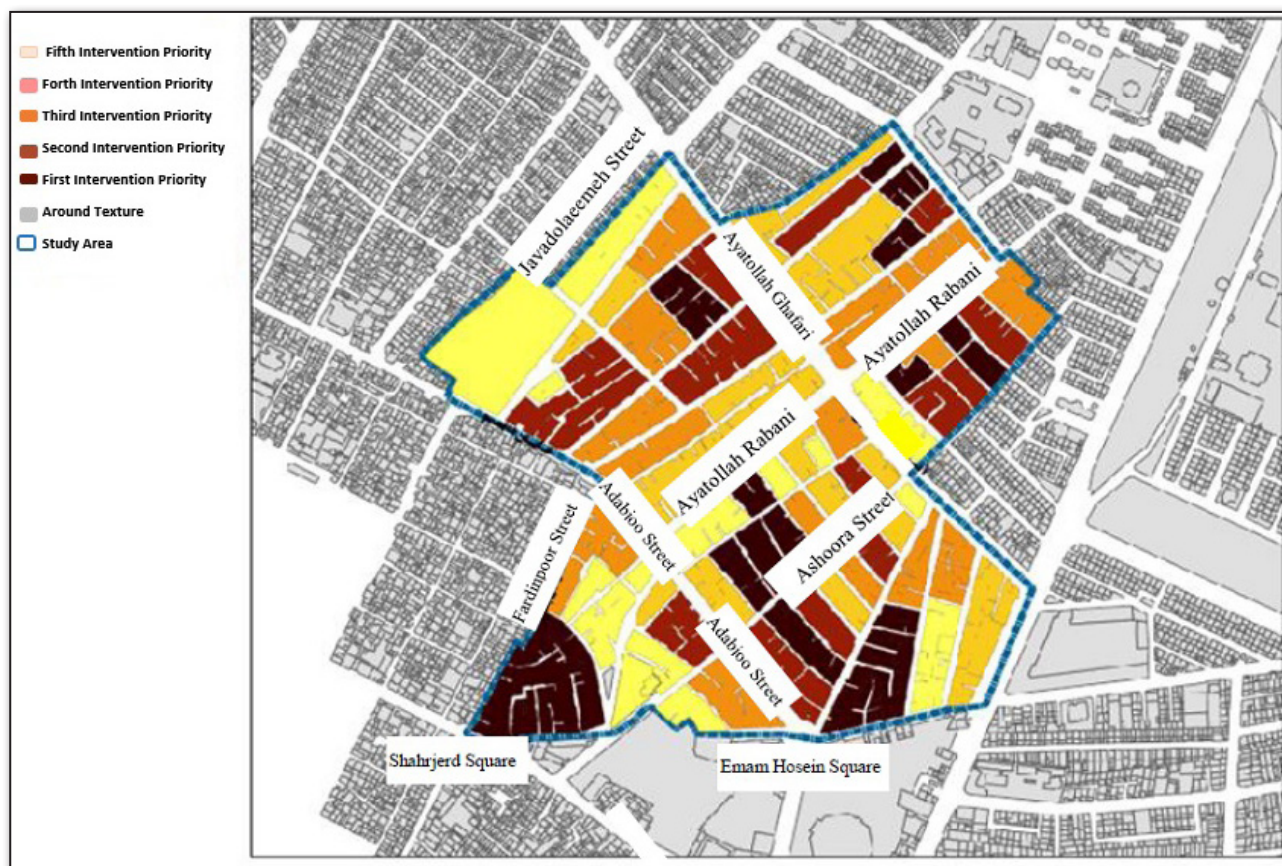 Fifth Intervention Priority
Forth Intervention Priority
Third Intervention Priority
Second Intervention Priority
First Intervention Priority
Around Texture
Study Area
Javadolaeemeh Street
Ayatollah Ghafari
Ayatollah Rabani
Ayatollah Rabani
Adabjoo Street
Fardinpoor Street
Ashoora Street
Adabjoo Street
Shahrjerd Square
Emam Hosein Square